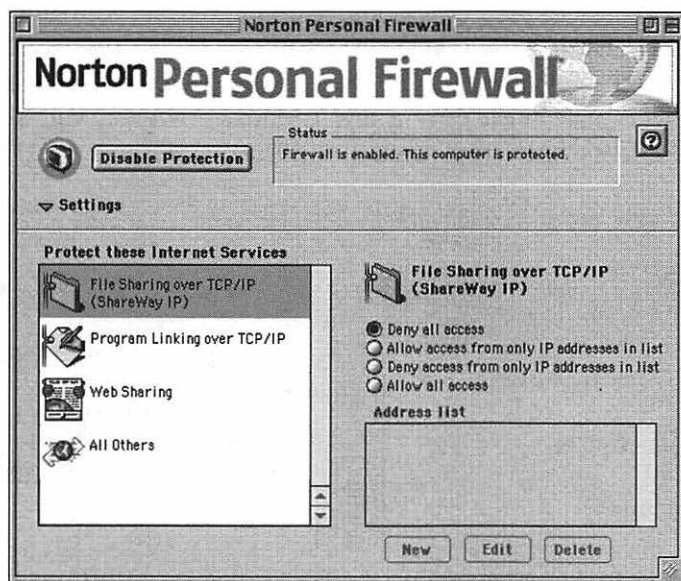 Norton Personal Firewall
Norton Personal Firewall
Disable Protection
Status
Firewall is enabled. This computer is protected.
Settings
Protect these Internet Services
File Sharing over TCP/IP
(ShareWay IP)
Program Linking over TCP/IP
Web Sharing
All Others
File Sharing over TCP/IP
(ShareWay IP)
Deny all access
Allow access from only IP addresses in list
Deny access from only IP addresses in list
Allow all access
Address list
New
Edit
Delete